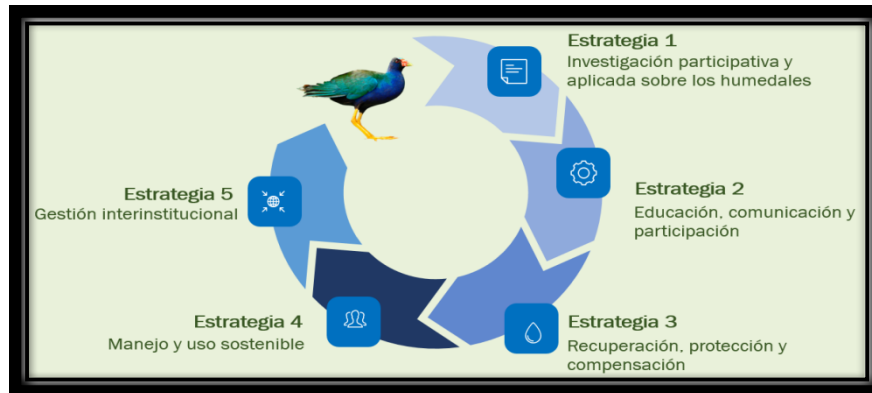 Estrategia 1
Investigación participativa y
aplicada sobre los humedales
Estrategia 2
Educación, comunicación y
participación
Estrategia 3
Recuperación, protección y
compensación
Estrategia 4
Manejo y uso sostenible
Estrategia 5
Gestión interinstitucional